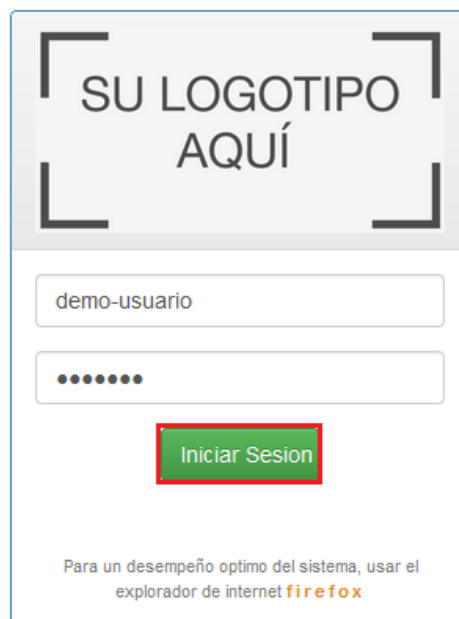 SU LOGOTIPO
AQUÍ
demo-usuario
•••••••
Iniciar Sesion
Para un desempeño optimo del sistema, usar el
explorador de internet firefox